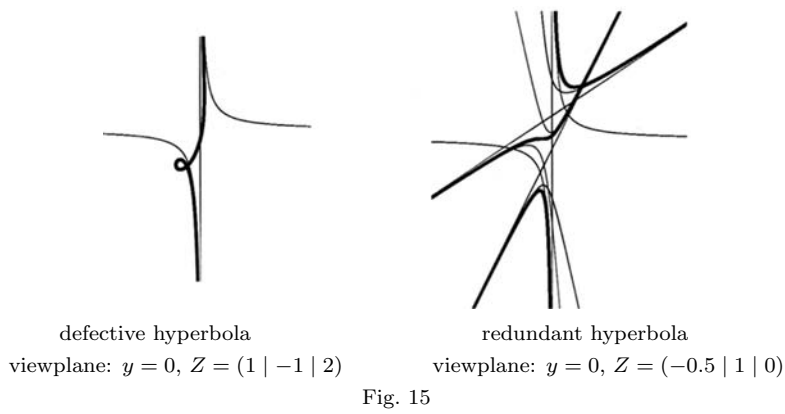 defective hyperbola
viewplane: y = 0, Z = (1 | −1 | 2)
redundant hyperbola
viewplane: y = 0, Z = (−0.5 | 1 | 0)
Fig. 15